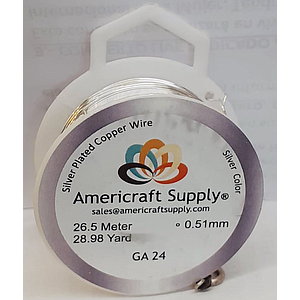 Silver Plated Copper Wire
Silver Color
Americraft Supply®
sales@americraftsupply.com
26.5 Meter
0.51mm
28.98 Yard
GA 24